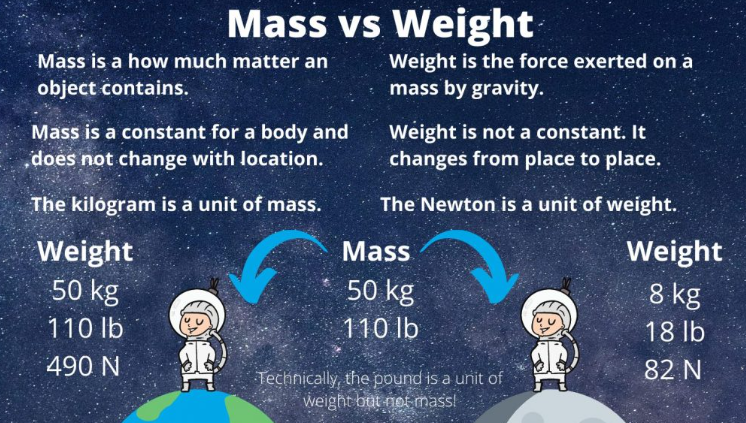 Mass vs Weight
Mass is a how much matter an
object contains.
Mass is a constant for a body and
does not change with location.
The kilogram is a unit of mass.
Weight is the force exerted on a
mass by gravity.
Weight is not a constant. It
changes from place to place.
The Newton is a unit of weight.
Weight
50 kg
110 lb
490 N
Mass
50 kg
110 lb
Weight
8 kg
18 lb
82 N
Technically, the pound is a unit of
weight but not mass!